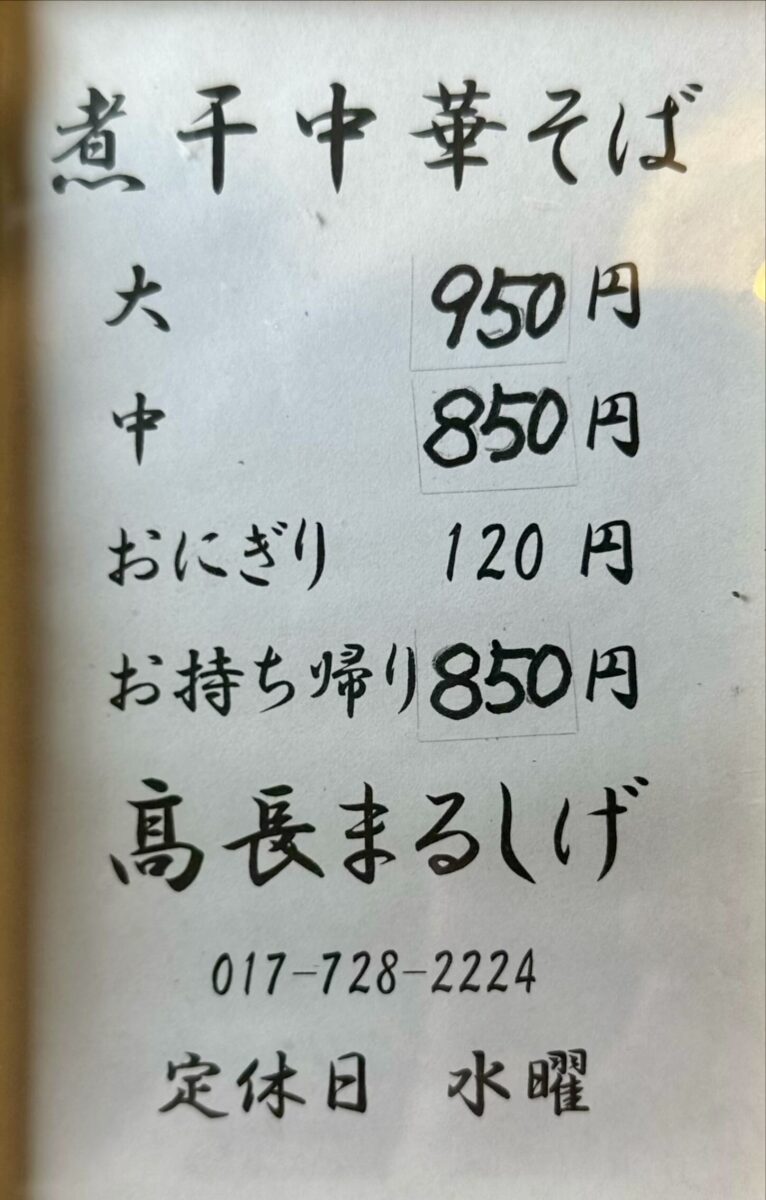 煮干中華そば
大 950円
中 850円
おにぎり 120円
お持ち帰り 850円
髙長まるしげ
017-728-2224
定休日 水曜